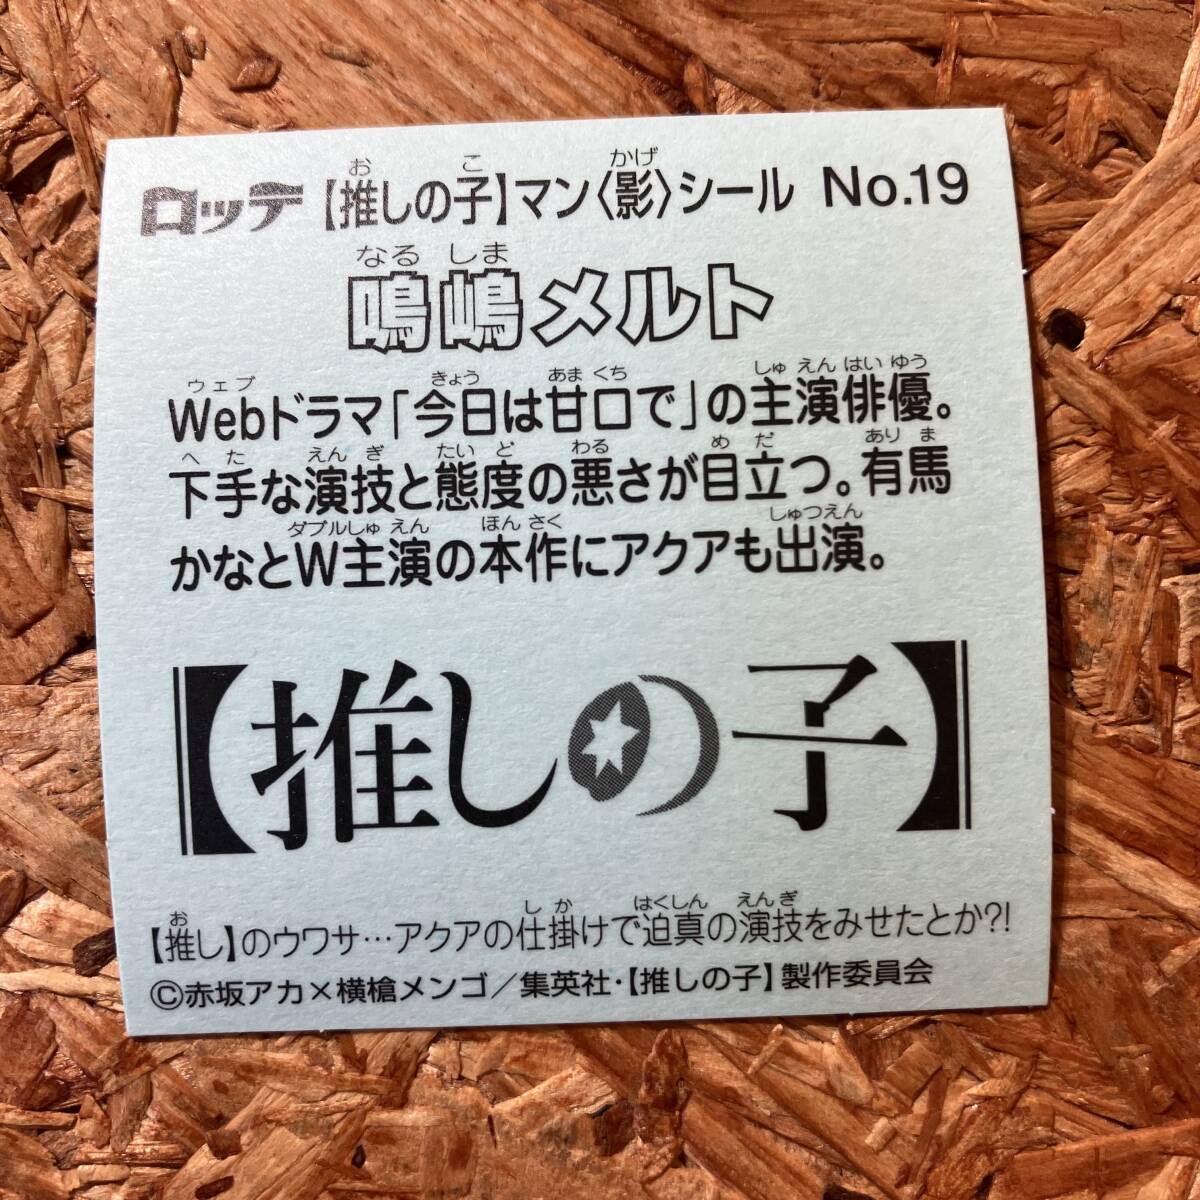 ロッテ【推しの子】マン〈影〉シール No.19
鳴嶋メルト
Webドラマ「今日は甘口で」の主演俳優。
下手な演技と態度の悪さが目立つ。有馬
かなとW主演の本作にアクアも出演。
【推しの子】
【推し】のウワサ…アクアの仕掛けで迫真の演技をみせたとか?!
©赤坂アカ×横槍メンゴ／集英社・【推しの子】製作委員会